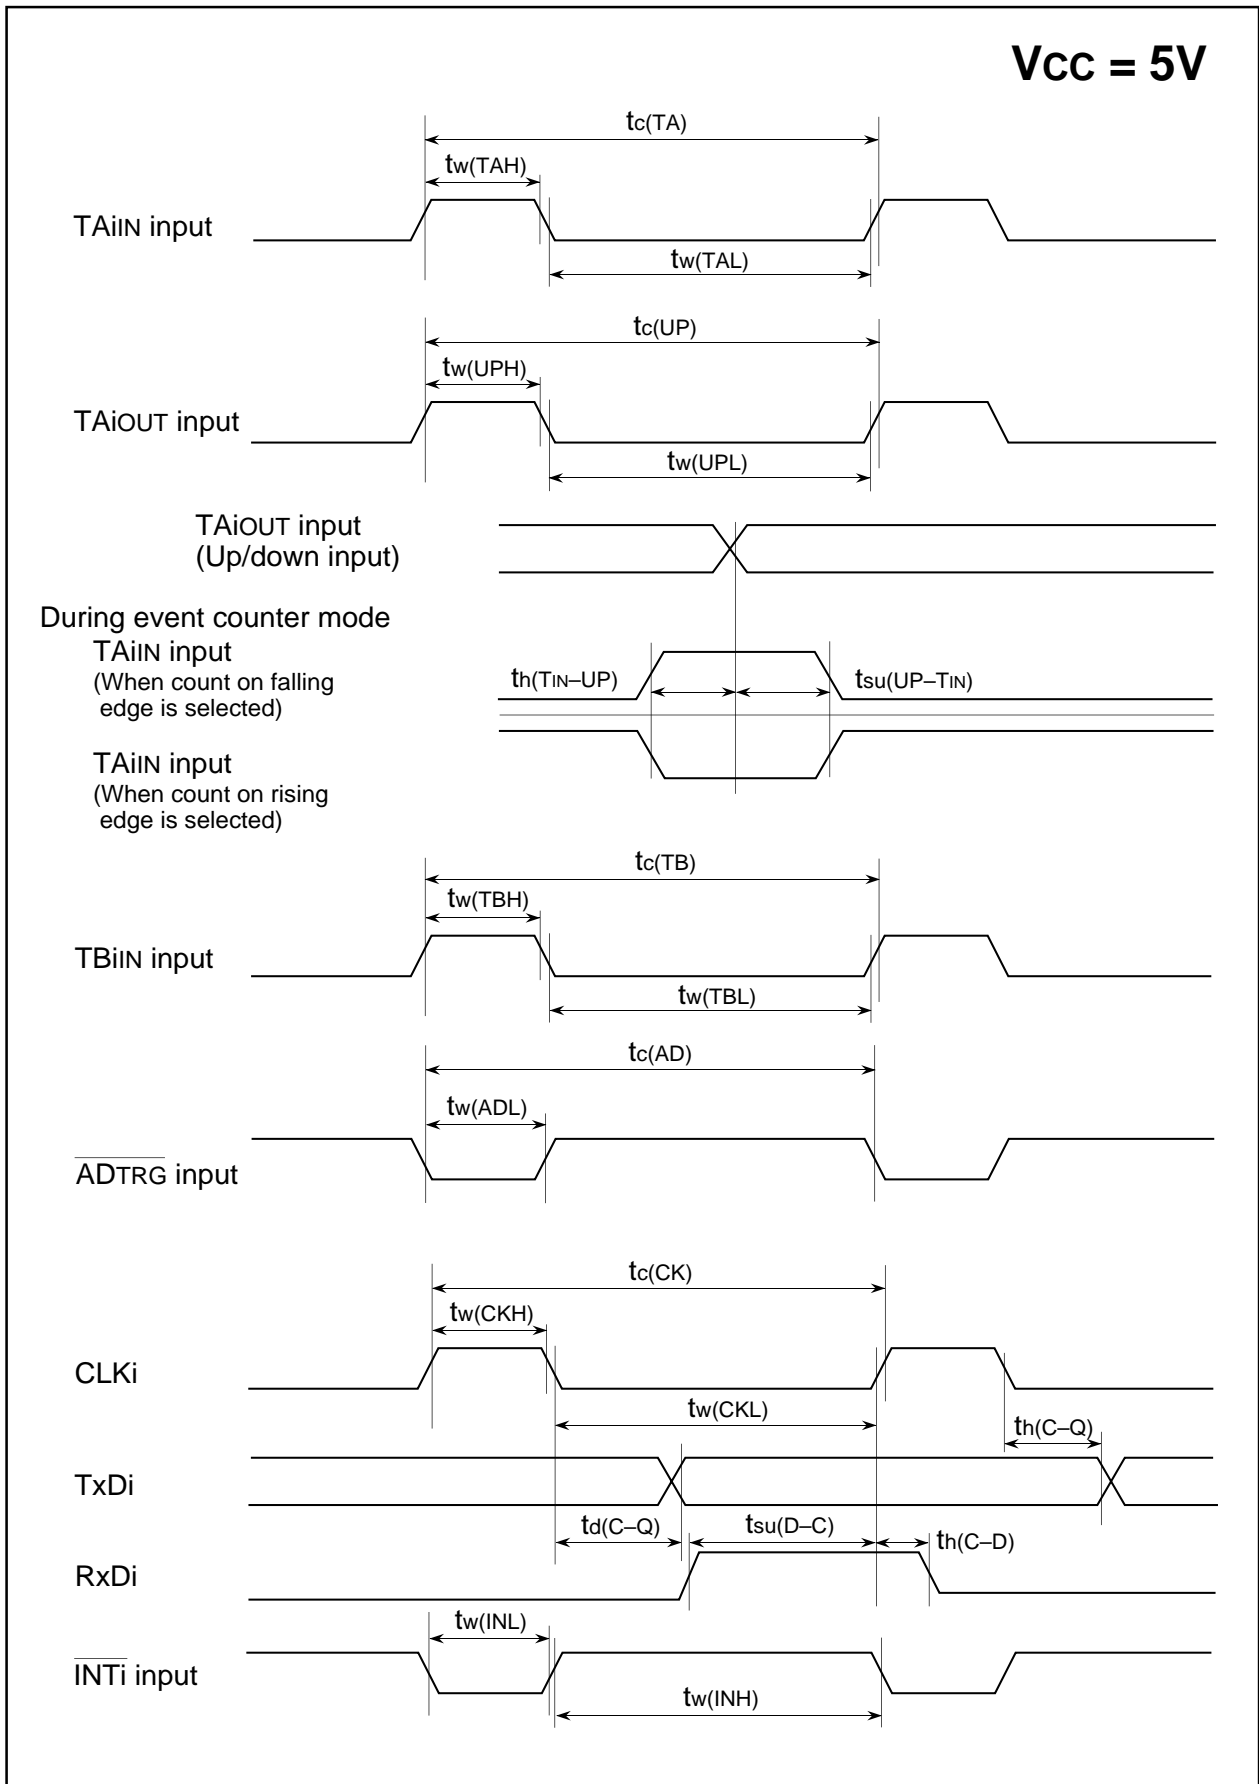 VCC = 5V
tc(TA)
tw(TAH)
TAiIN input
tw(TAL)
tc(UP)
tw(UPH)
TAiOUT input
tw(UPL)
TAiOUT input
(Up/down input)
During event counter mode
TAiIN input
(When count on falling
edge is selected)
th(TIN–UP)
tsu(UP–TIN)
TAiIN input
(When count on rising
edge is selected)
tc(TB)
tw(TBH)
TBiIN input
tw(TBL)
tc(AD)
tw(ADL)
ADTRG input
tc(CK)
tw(CKH)
CLKi
tw(CKL)
th(C–Q)
TxDi
td(C–Q)
tsu(D–C)
th(C–D)
RxDi
tw(INL)
INTi input
tw(INH)